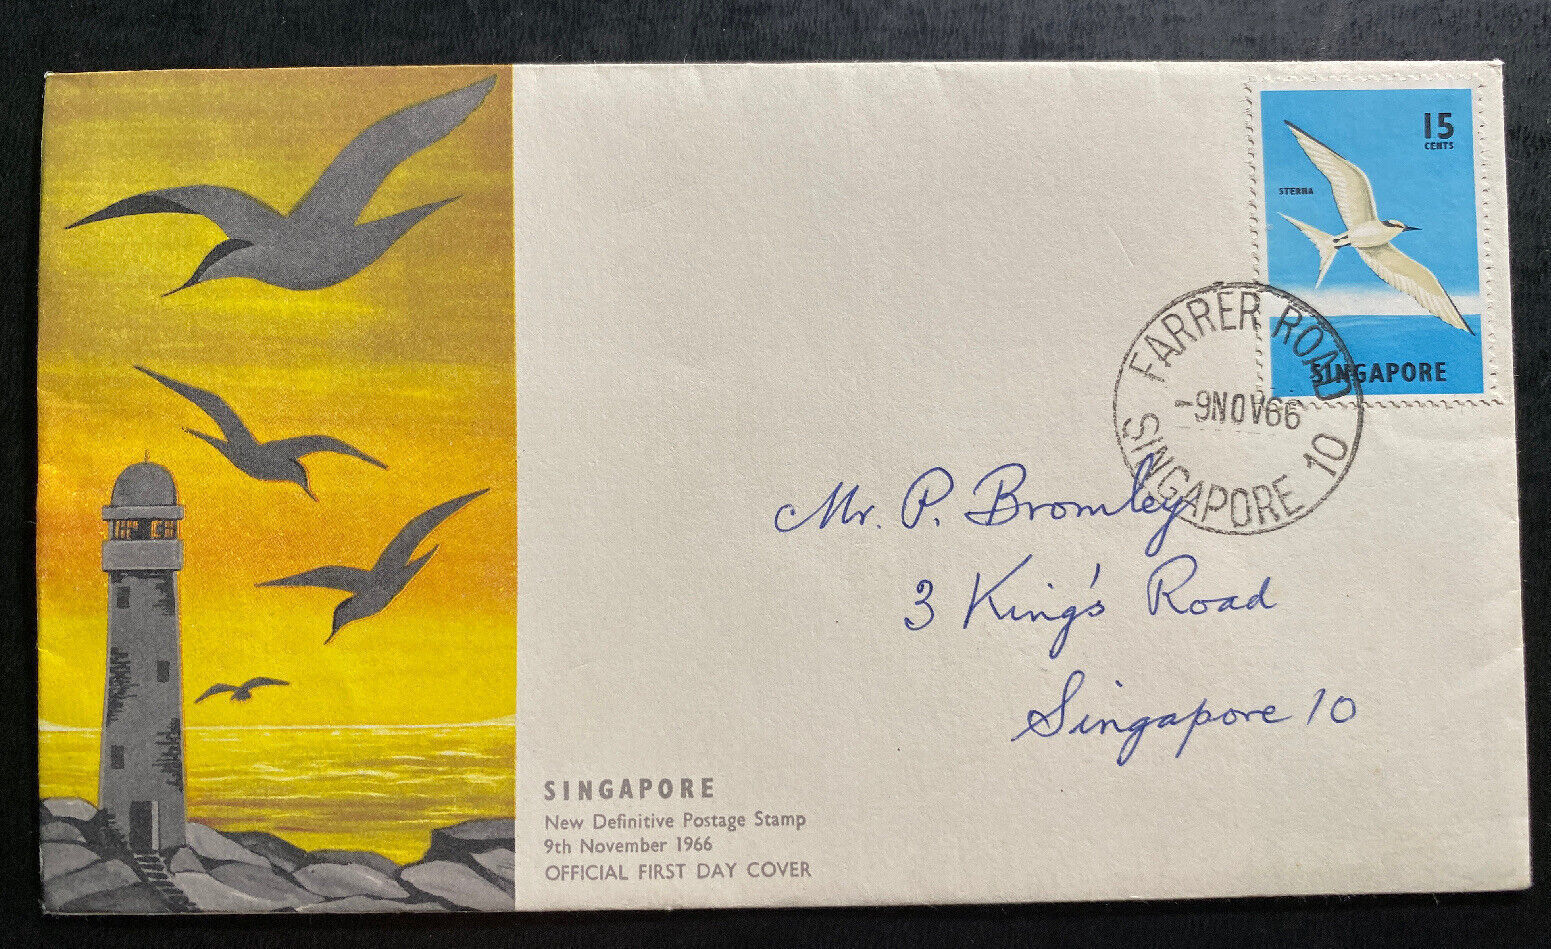 15
CENTS
STERNA
SINGAPORE
FARRER ROAD
-9NOV66
SINGAPORE 10
Mr. P. Bromley
3 King's Road
Singapore 10
SINGAPORE
New Definitive Postage Stamp
9th November 1966
OFFICIAL FIRST DAY COVER